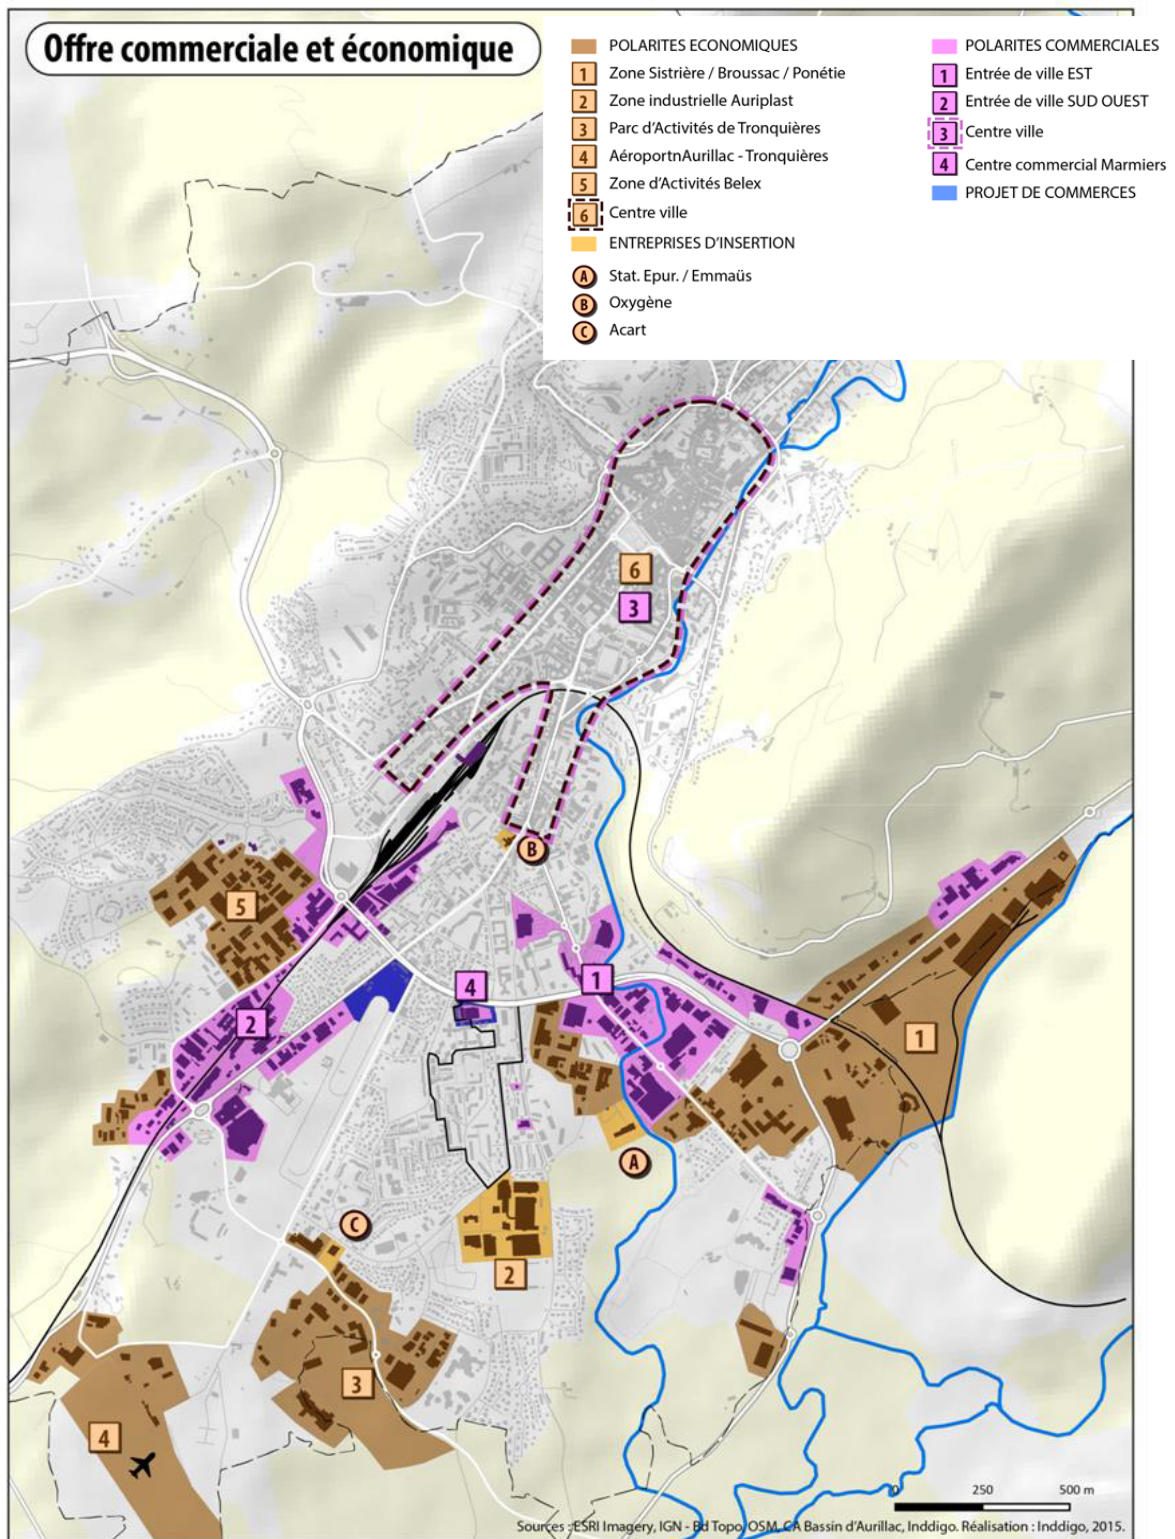 Offre commerciale et économique
POLARITES ECONOMIQUES
1 Zone Sistrière / Broussac / Ponétie
2 Zone industrielle Auriplast
3 Parc d'Activités de Tronquières
4 AéroportnAurillac - Tronquières
5 Zone d'Activités Belex
6 Centre ville
ENTREPRISES D'INSERTION
A Stat. Epur. / Emmaüs
B Oxygène
C Acart
POLARITES COMMERCIALES
1 Entrée de ville EST
2 Entrée de ville SUD OUEST
3 Centre ville
4 Centre commercial Marmiers
PROJET DE COMMERCES
6
3
B
5
4
1
2
1
A
C
2
3
4
0 250 500 m
Sources : ESRI Imagery, IGN - Bd Topo, OSM, CA Bassin d'Aurillac, Inddigo. Réalisation : Inddigo, 2015.